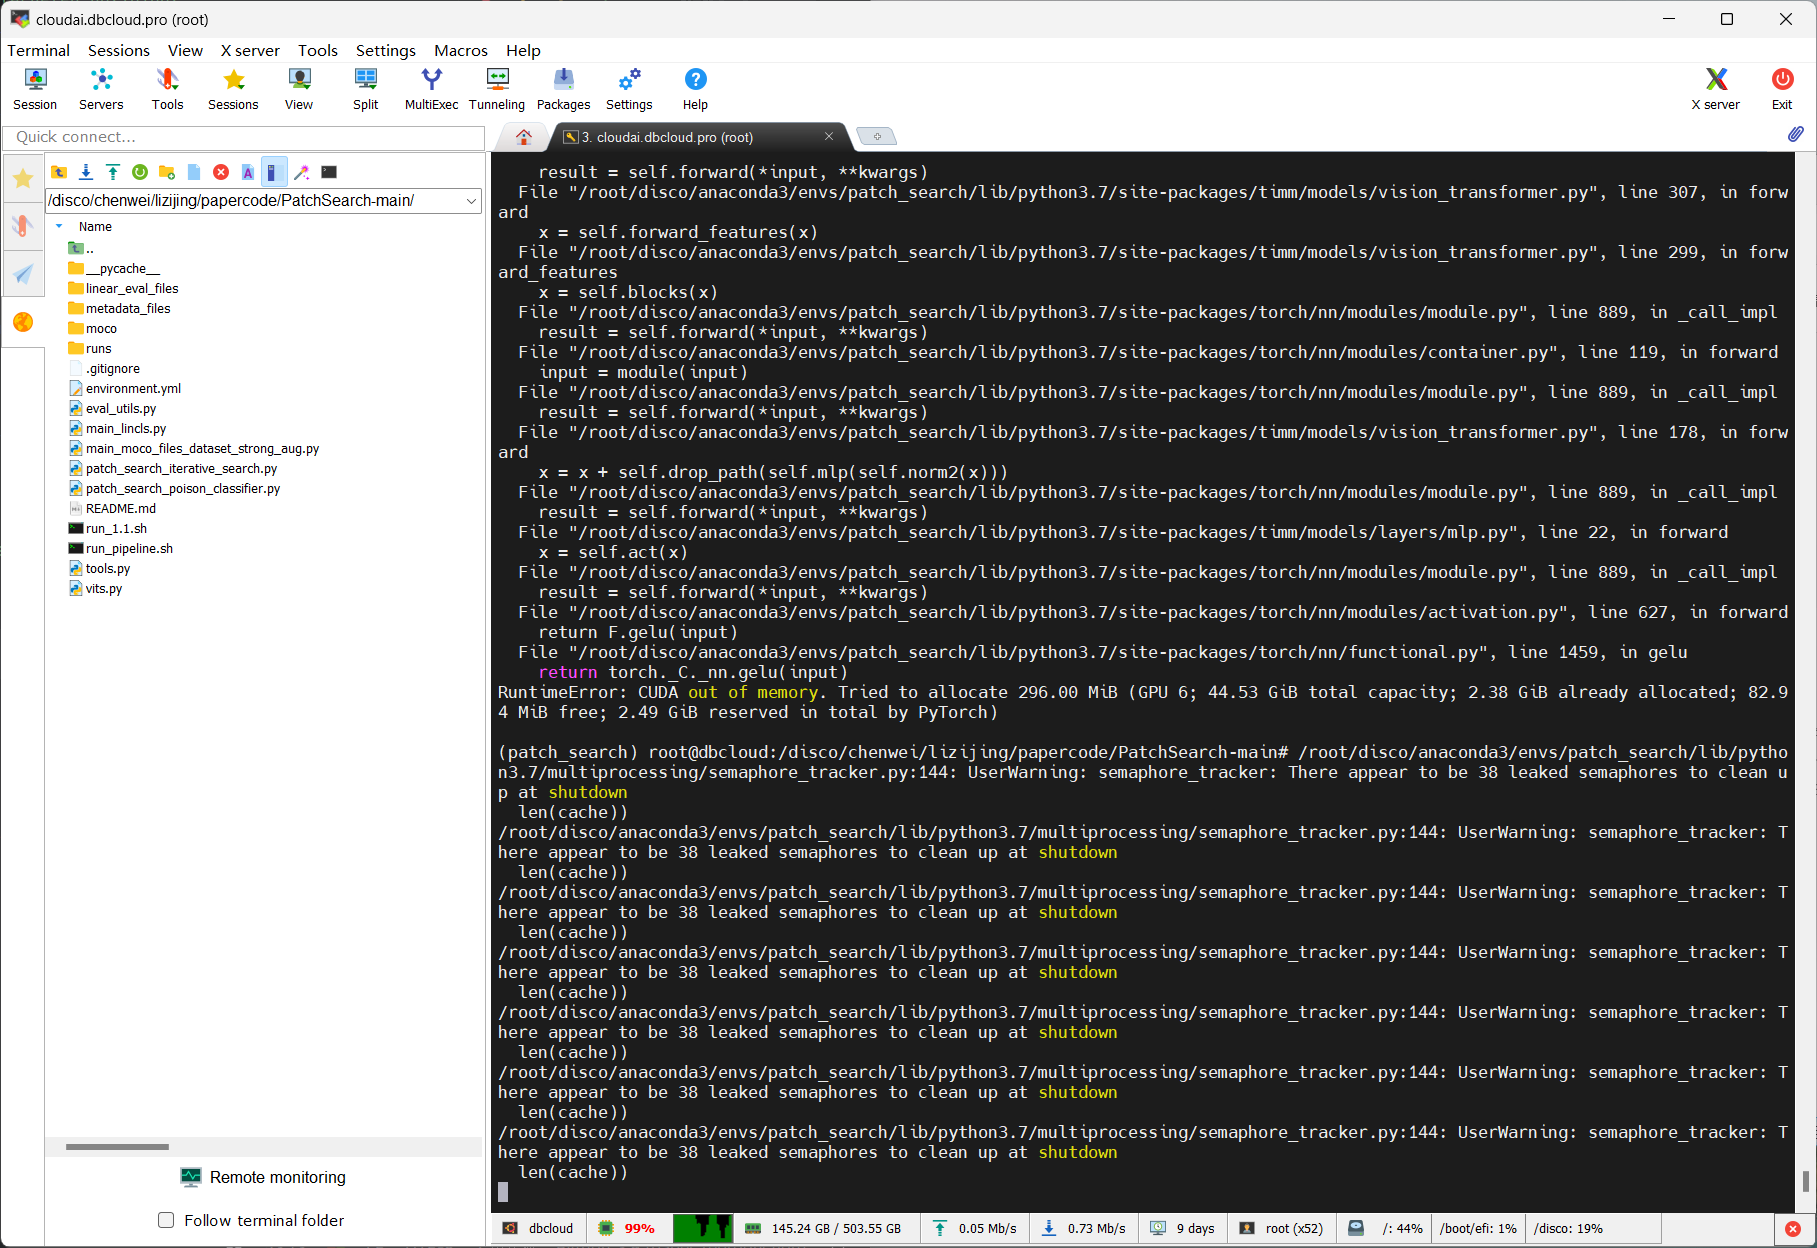 cloudai.dbcloud.pro (root)
Terminal Sessions View X server Tools Settings Macros Help
Session Servers Tools Sessions View Split MultiExec Tunneling Packages Settings Help X server Exit
Quick connect...
3. cloudai.dbcloud.pro (root)
/disco/chenwei/lizijing/papercode/PatchSearch-main/
Name
..
__pycache__
linear_eval_files
metadata_files
moco
runs
.gitignore
environment.yml
eval_utils.py
main_lincls.py
main_moco_files_dataset_strong_aug.py
patch_search_iterative_search.py
patch_search_poison_classifier.py
README.md
run_1.1.sh
run_pipeline.sh
tools.py
vits.py
Remote monitoring
Follow terminal folder
result = self.forward(*input, **kwargs)
File "/root/disco/anaconda3/envs/patch_search/lib/python3.7/site-packages/timm/models/vision_transformer.py", line 307, in forw
ard
x = self.forward_features(x)
File "/root/disco/anaconda3/envs/patch_search/lib/python3.7/site-packages/timm/models/vision_transformer.py", line 299, in forw
ard_features
x = self.blocks(x)
File "/root/disco/anaconda3/envs/patch_search/lib/python3.7/site-packages/torch/nn/modules/module.py", line 889, in _call_impl
result = self.forward(*input, **kwargs)
File "/root/disco/anaconda3/envs/patch_search/lib/python3.7/site-packages/torch/nn/modules/container.py", line 119, in forward
input = module(input)
File "/root/disco/anaconda3/envs/patch_search/lib/python3.7/site-packages/torch/nn/modules/module.py", line 889, in _call_impl
result = self.forward(*input, **kwargs)
File "/root/disco/anaconda3/envs/patch_search/lib/python3.7/site-packages/timm/models/vision_transformer.py", line 178, in forw
ard
x = x + self.drop_path(self.mlp(self.norm2(x)))
File "/root/disco/anaconda3/envs/patch_search/lib/python3.7/site-packages/torch/nn/modules/module.py", line 889, in _call_impl
result = self.forward(*input, **kwargs)
File "/root/disco/anaconda3/envs/patch_search/lib/python3.7/site-packages/timm/models/layers/mlp.py", line 22, in forward
x = self.act(x)
File "/root/disco/anaconda3/envs/patch_search/lib/python3.7/site-packages/torch/nn/modules/module.py", line 889, in _call_impl
result = self.forward(*input, **kwargs)
File "/root/disco/anaconda3/envs/patch_search/lib/python3.7/site-packages/torch/nn/modules/activation.py", line 627, in forward
return F.gelu(input)
File "/root/disco/anaconda3/envs/patch_search/lib/python3.7/site-packages/torch/nn/functional.py", line 1459, in gelu
return torch._C._nn.gelu(input)
RuntimeError: CUDA out of memory. Tried to allocate 296.00 MiB (GPU 6; 44.53 GiB total capacity; 2.38 GiB already allocated; 82.9
4 MiB free; 2.49 GiB reserved in total by PyTorch)
(patch_search) root@dbcloud:/disco/chenwei/lizijing/papercode/PatchSearch-main# /root/disco/anaconda3/envs/patch_search/lib/pytho
n3.7/multiprocessing/semaphore_tracker.py:144: UserWarning: semaphore_tracker: There appear to be 38 leaked semaphores to clean u
p at shutdown
len(cache))
/root/disco/anaconda3/envs/patch_search/lib/python3.7/multiprocessing/semaphore_tracker.py:144: UserWarning: semaphore_tracker: T
here appear to be 38 leaked semaphores to clean up at shutdown
len(cache))
/root/disco/anaconda3/envs/patch_search/lib/python3.7/multiprocessing/semaphore_tracker.py:144: UserWarning: semaphore_tracker: T
here appear to be 38 leaked semaphores to clean up at shutdown
len(cache))
/root/disco/anaconda3/envs/patch_search/lib/python3.7/multiprocessing/semaphore_tracker.py:144: UserWarning: semaphore_tracker: T
here appear to be 38 leaked semaphores to clean up at shutdown
len(cache))
/root/disco/anaconda3/envs/patch_search/lib/python3.7/multiprocessing/semaphore_tracker.py:144: UserWarning: semaphore_tracker: T
here appear to be 38 leaked semaphores to clean up at shutdown
len(cache))
/root/disco/anaconda3/envs/patch_search/lib/python3.7/multiprocessing/semaphore_tracker.py:144: UserWarning: semaphore_tracker: T
here appear to be 38 leaked semaphores to clean up at shutdown
len(cache))
/root/disco/anaconda3/envs/patch_search/lib/python3.7/multiprocessing/semaphore_tracker.py:144: UserWarning: semaphore_tracker: T
here appear to be 38 leaked semaphores to clean up at shutdown
len(cache))
dbcloud 99% 145.24 GB / 503.55 GB 0.05 Mb/s 0.73 Mb/s 9 days root (x52) /: 44% /boot/efi: 1% /disco: 19%